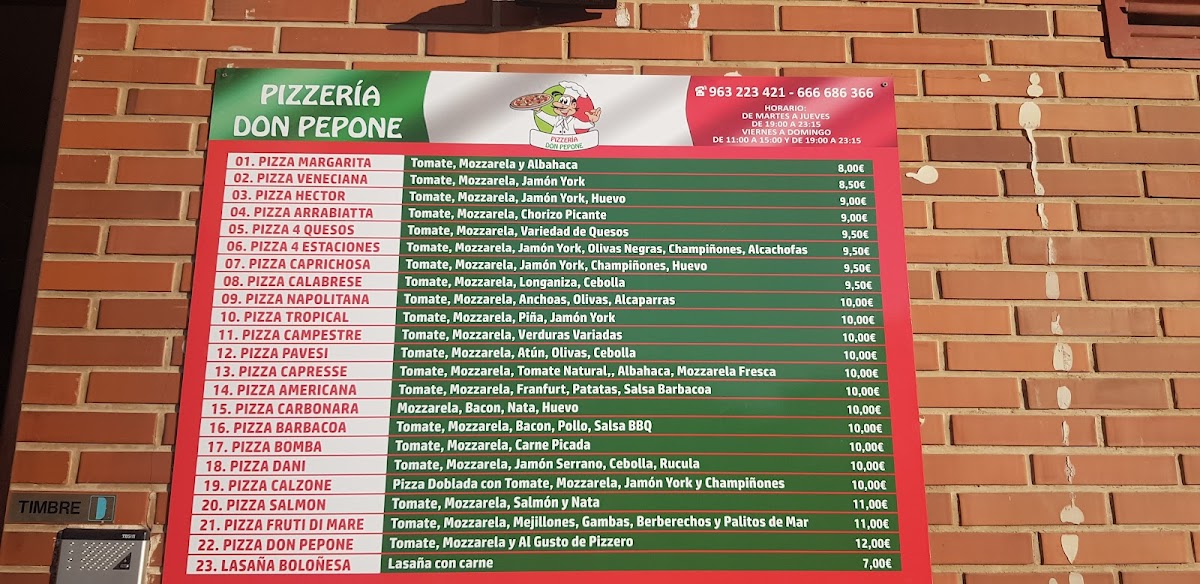 PIZZERÍA
DON PEPONE
PIZZERÍA
DON PEPONE
☎963 223 421 - 666 686 366
HORARIO:
DE MARTES A JUEVES
DE 19:00 A 23:15
VIERNES A DOMINGO
DE 11:00 A 15:00 Y DE 19:00 A 23:15
01. PIZZA MARGARITA Tomate, Mozzarela y Albahaca 8,00€
02. PIZZA VENECIANA Tomate, Mozzarela, Jamón York 8,50€
03. PIZZA HECTOR Tomate, Mozzarela, Jamón York, Huevo 9,00€
04. PIZZA ARRABIATTA Tomate, Mozzarela, Chorizo Picante 9,00€
05. PIZZA 4 QUESOS Tomate, Mozzarela, Variedad de Quesos 9,50€
06. PIZZA 4 ESTACIONES Tomate, Mozzarela, Jamón York, Olivas Negras, Champiñones, Alcachofas 9,50€
07. PIZZA CAPRICHOSA Tomate, Mozzarela, Jamón York, Champiñones, Huevo 9,50€
08. PIZZA CALABRESE Tomate, Mozzarela, Longaniza, Cebolla 9,50€
09. PIZZA NAPOLITANA Tomate, Mozzarela, Anchoas, Olivas, Alcaparras 10,00€
10. PIZZA TROPICAL Tomate, Mozzarela, Piña, Jamón York 10,00€
11. PIZZA CAMPESTRE Tomate, Mozzarela, Verduras Variadas 10,00€
12. PIZZA PAVESI Tomate, Mozzarela, Atún, Olivas, Cebolla 10,00€
13. PIZZA CAPRESSE Tomate, Mozzarela, Tomate Natural,, Albahaca, Mozzarela Fresca 10,00€
14. PIZZA AMERICANA Tomate, Mozzarela, Franfurt, Patatas, Salsa Barbacoa 10,00€
15. PIZZA CARBONARA Mozzarela, Bacon, Nata, Huevo 10,00€
16. PIZZA BARBACOA Tomate, Mozzarela, Bacon, Pollo, Salsa BBQ 10,00€
17. PIZZA BOMBA Tomate, Mozzarela, Carne Picada 10,00€
18. PIZZA DANI Tomate, Mozzarela, Jamón Serrano, Cebolla, Rucula 10,00€
19. PIZZA CALZONE Pizza Doblada con Tomate, Mozzarela, Jamón York y Champiñones 10,00€
20. PIZZA SALMON Tomate, Mozzarela, Salmón y Nata 11,00€
21. PIZZA FRUTI DI MARE Tomate, Mozzarela, Mejillones, Gambas, Berberechos y Palitos de Mar 11,00€
22. PIZZA DON PEPONE Tomate, Mozzarela y Al Gusto de Pizzero 12,00€
23. LASAÑA BOLOÑESA Lasaña con carne 7,00€
TIMBRE